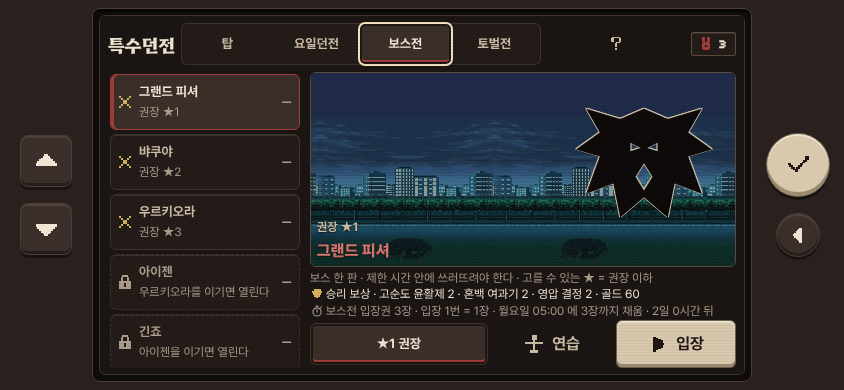 특수던전
탑
요일던전
보스전
토벌전
?
3
그랜드 피셔
권장 ★1
–
뱌쿠야
권장 ★2
–
우르키오라
권장 ★3
–
아이젠
우르키오라를 이기면 열린다
–
긴죠
아이젠을 이기면 열린다
–
권장 ★1
그랜드 피셔
보스 한 판 · 제한 시간 안에 쓰러뜨려야 한다 · 고를 수 있는 ★ = 권장 이하
승리 보상 · 고순도 윤활제 2 · 혼백 여과기 2 · 영압 결정 2 · 골드 60
보스전 입장권 3장 · 입장 1번 = 1장 · 월요일 05:00 에 3장까지 채움 · 2일 0시간 뒤
★1 권장
연습
입장